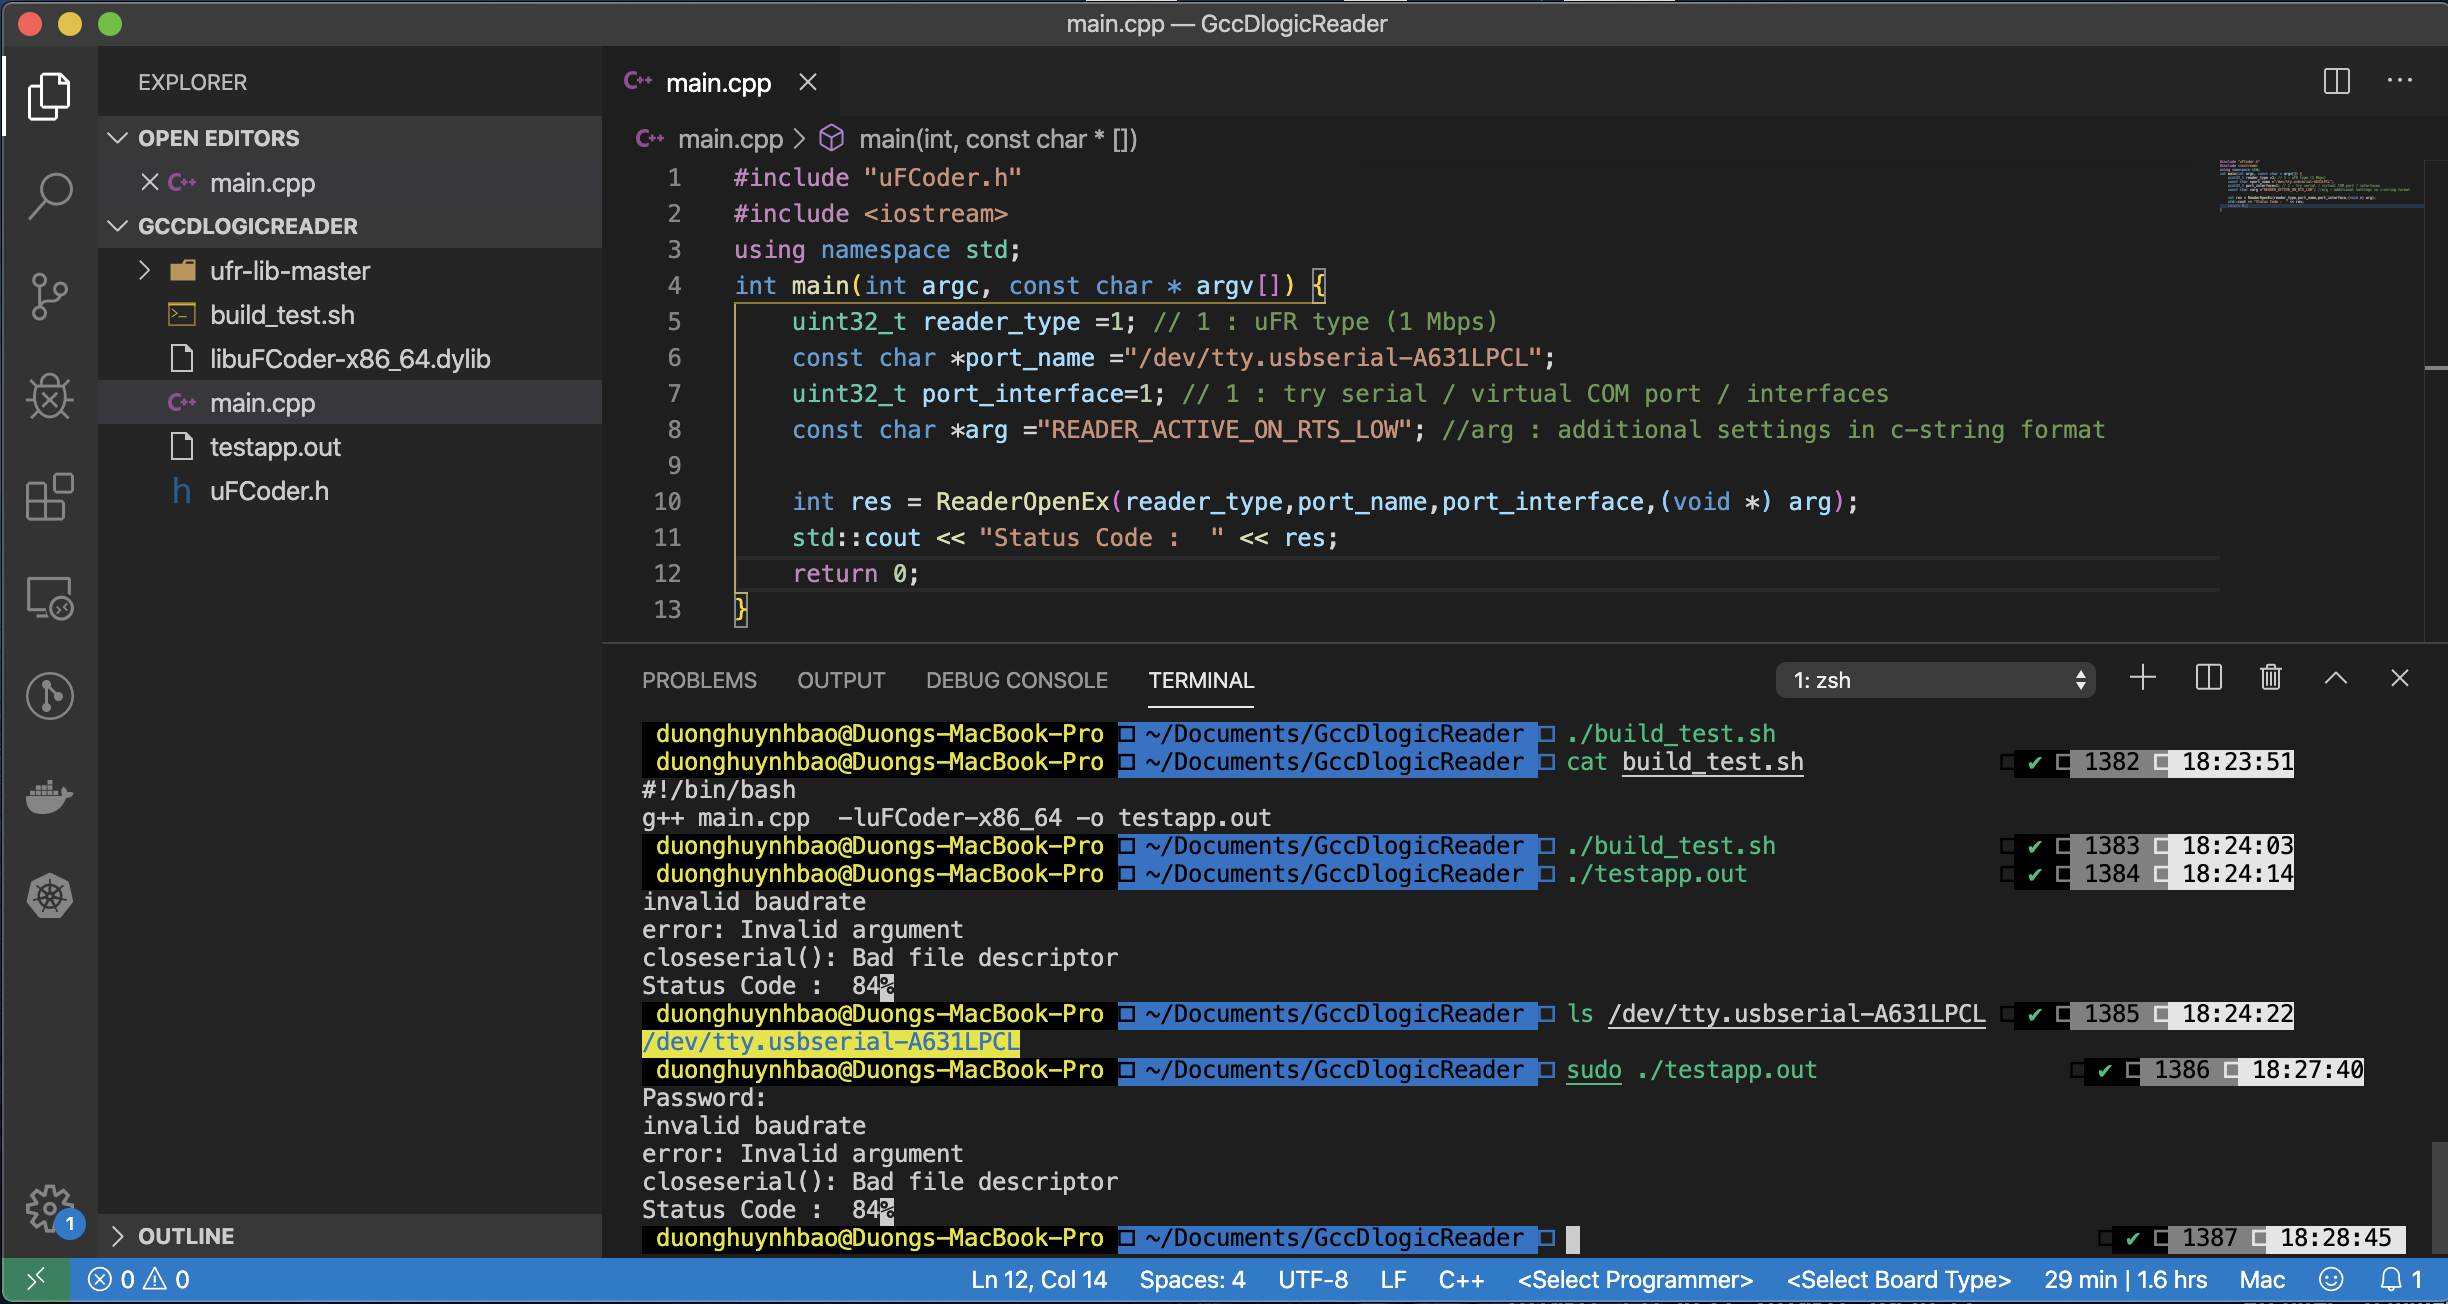 main.cpp — GccDlogicReader
EXPLORER
OPEN EDITORS
main.cpp
GCCDLOGICREADER
ufr-lib-master
build_test.sh
libuFCoder-x86_64.dylib
main.cpp
testapp.out
h uFCoder.h
OUTLINE
C++ main.cpp
C++ main.cpp > main(int, const char * [])
1 #include "uFCoder.h"
2 #include <iostream>
3 using namespace std;
4 int main(int argc, const char * argv[]) {
5 uint32_t reader_type =1; // 1 : uFR type (1 Mbps)
6 const char *port_name ="/dev/tty.usbserial-A631LPCL";
7 uint32_t port_interface=1; // 1 : try serial / virtual COM port / interfaces
8 const char *arg ="READER_ACTIVE_ON_RTS_LOW"; //arg : additional settings in c-string format
9
10 int res = ReaderOpenEx(reader_type,port_name,port_interface,(void *) arg);
11 std::cout << "Status Code :  " << res;
12 return 0;
13 }
PROBLEMS OUTPUT DEBUG CONSOLE TERMINAL 1: zsh
duonghuynhbao@Duongs-MacBook-Pro ~/Documents/GccDlogicReader ./build_test.sh
duonghuynhbao@Duongs-MacBook-Pro ~/Documents/GccDlogicReader cat build_test.sh ✔ 1382 18:23:51
#!/bin/bash
g++ main.cpp  -luFCoder-x86_64 -o testapp.out
duonghuynhbao@Duongs-MacBook-Pro ~/Documents/GccDlogicReader ./build_test.sh ✔ 1383 18:24:03
duonghuynhbao@Duongs-MacBook-Pro ~/Documents/GccDlogicReader ./testapp.out ✔ 1384 18:24:14
invalid baudrate
error: Invalid argument
closeserial(): Bad file descriptor
Status Code :  84%
duonghuynhbao@Duongs-MacBook-Pro ~/Documents/GccDlogicReader ls /dev/tty.usbserial-A631LPCL ✔ 1385 18:24:22
/dev/tty.usbserial-A631LPCL
duonghuynhbao@Duongs-MacBook-Pro ~/Documents/GccDlogicReader sudo ./testapp.out ✔ 1386 18:27:40
Password:
invalid baudrate
error: Invalid argument
closeserial(): Bad file descriptor
Status Code :  84%
duonghuynhbao@Duongs-MacBook-Pro ~/Documents/GccDlogicReader ✔ 1387 18:28:45
1
0 0 Ln 12, Col 14 Spaces: 4 UTF-8 LF C++ <Select Programmer> <Select Board Type> 29 min | 1.6 hrs Mac 1